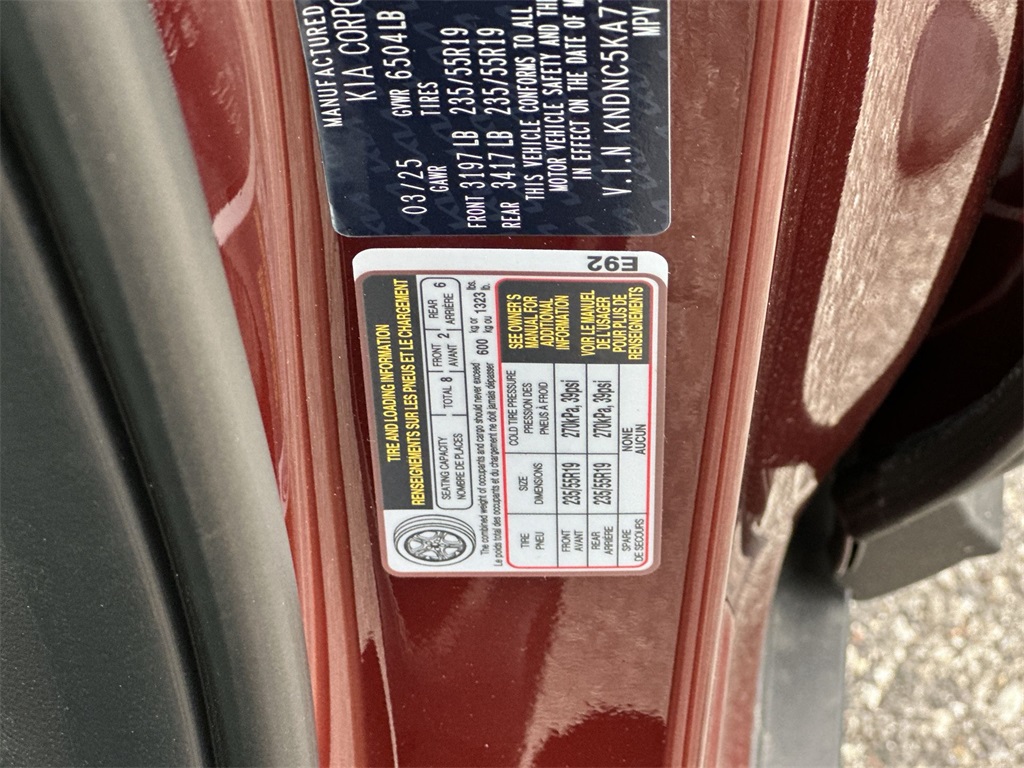 MANUFACTURED
KIA CORPO
03/25 GVWR 6504LB
GAWR TIRES
FRONT 3197LB 235/55R19
REAR 3417LB 235/55R19
THIS VEHICLE CONFORMS TO ALL
MOTOR VEHICLE SAFETY AND
IN EFFECT ON THE DATE OF
V.I.N KNDNC5KA7
MPV
E92
TIRE AND LOADING INFORMATION
RENSEIGNEMENTS SUR LES PNEUS ET LE CHARGEMENT
SEATING CAPACITY TOTAL 8 FRONT 2 REAR 6
NOMBRE DE PLACES AVANT ARRIÈRE
The combined weight of occupants and cargo should never exceed 600 kg or 1323 lbs.
Le poids total des occupants et du chargement ne doit jamais dépasser kg ou lb.
TIRE SIZE COLD TIRE PRESSURE
PNEU DIMENSIONS PRESSION DES
PNEUS À FROID
FRONT 235/55R19 270kPa, 39psi
AVANT
REAR 235/55R19 270kPa, 39psi
ARRIÈRE
SPARE NONE
DE SECOURS AUCUN
SEE OWNER'S
MANUAL FOR
ADDITIONAL
INFORMATION
VOIR LE MANUEL
DE L'USAGER
POUR PLUS DE
RENSEIGNEMENTS